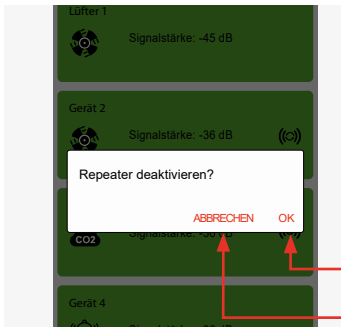 Lüfter 1
Signalstärke: -45 dB
Gerät 2
Signalstärke: -36 dB
Repeater deaktivieren?
ABBRECHEN OK
CO2
Gerät 4